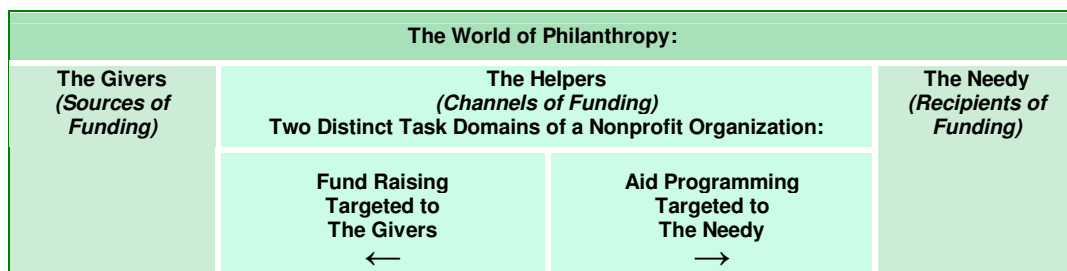 The World of Philanthropy:
The Givers
(Sources of
Funding)
The Helpers
(Channels of Funding)
Two Distinct Task Domains of a Nonprofit Organization:
The Needy
(Recipients of
Funding)
Fund Raising
Targeted to
The Givers
←
Aid Programming
Targeted to
The Needy
→